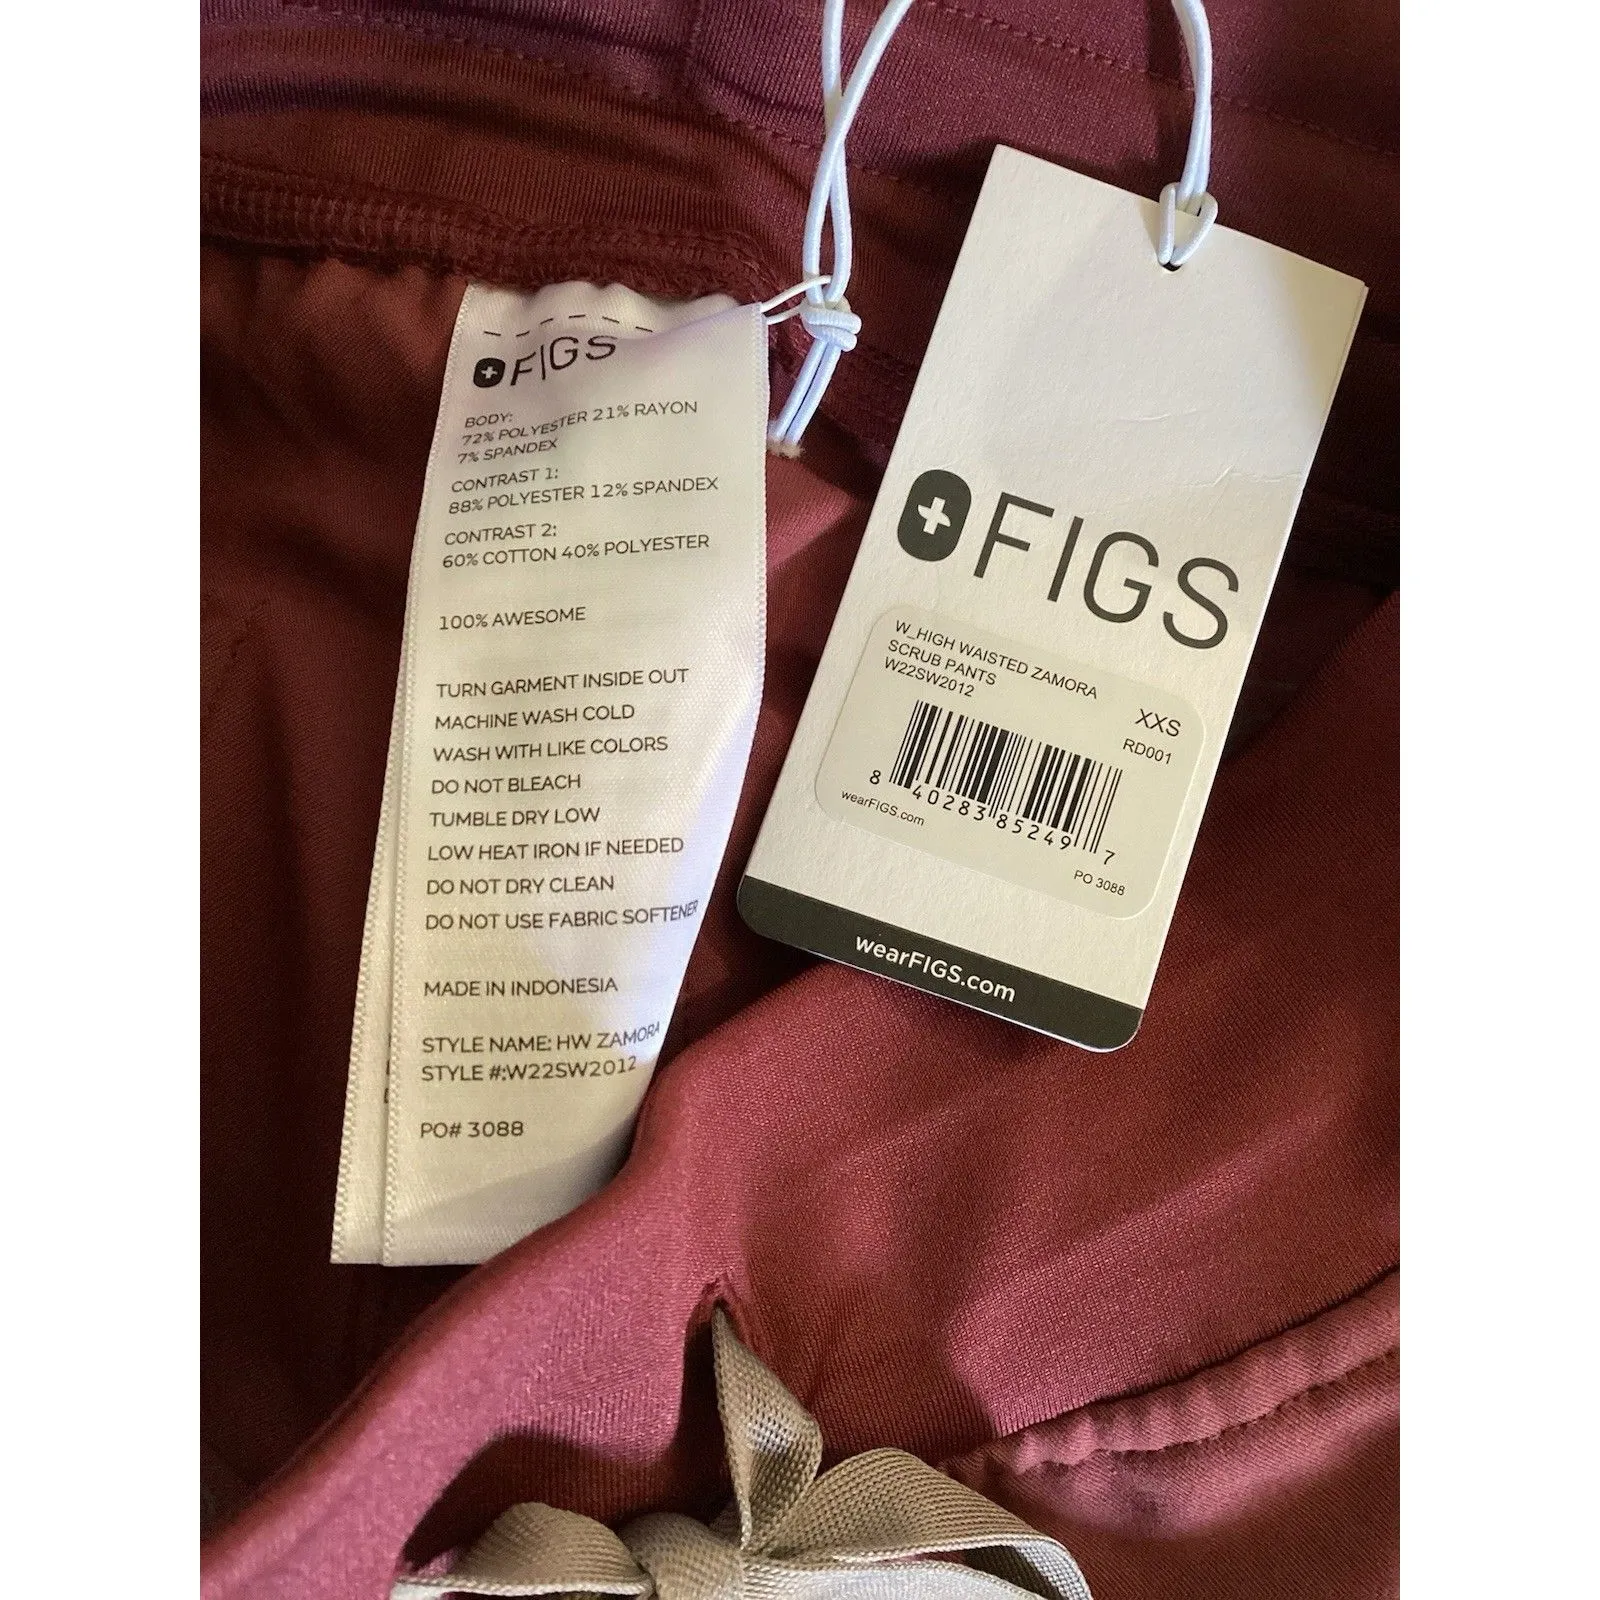 FIGS
BODY:
72% POLYESTER 21% RAYON
7% SPANDEX
CONTRAST 1:
88% POLYESTER 12% SPANDEX
CONTRAST 2:
60% COTTON 40% POLYESTER
100% AWESOME
TURN GARMENT INSIDE OUT
MACHINE WASH COLD
WASH WITH LIKE COLORS
DO NOT BLEACH
TUMBLE DRY LOW
LOW HEAT IRON IF NEEDED
DO NOT DRY CLEAN
DO NOT USE FABRIC SOFTENER
MADE IN INDONESIA
STYLE NAME: HW ZAMORA
STYLE #:W22SW2012
PO# 3088
FIGS
W_HIGH WAISTED ZAMORA
SCRUB PANTS
W22SW2012
XXS
RD001
8 40283 85249 7
wearFIGS.com
PO 3088
wearFIGS.com